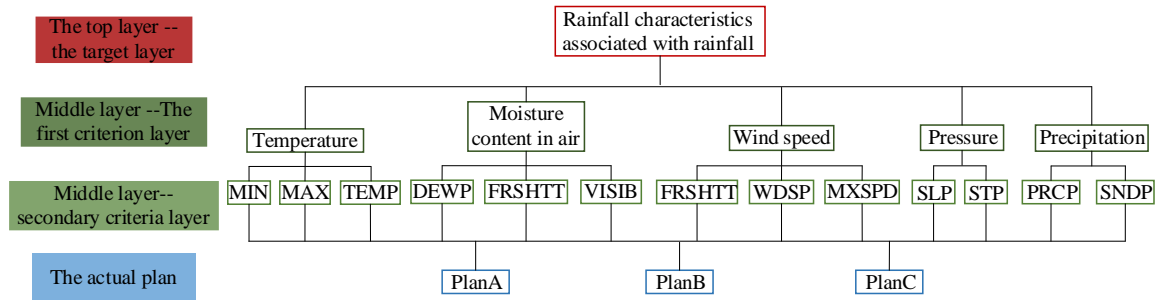 The top layer --
the target layer
Rainfall characteristics
associated with rainfall
Middle layer --The
first criterion layer
Temperature
Moisture
content in air
Wind speed
Pressure
Precipitation
Middle layer--
secondary criteria layer
MIN MAX TEMP DEWP FRSHTT VISIB FRSHTT WDSP MXSPD SLP STP PRCP SNDP
The actual plan
PlanA PlanB PlanC